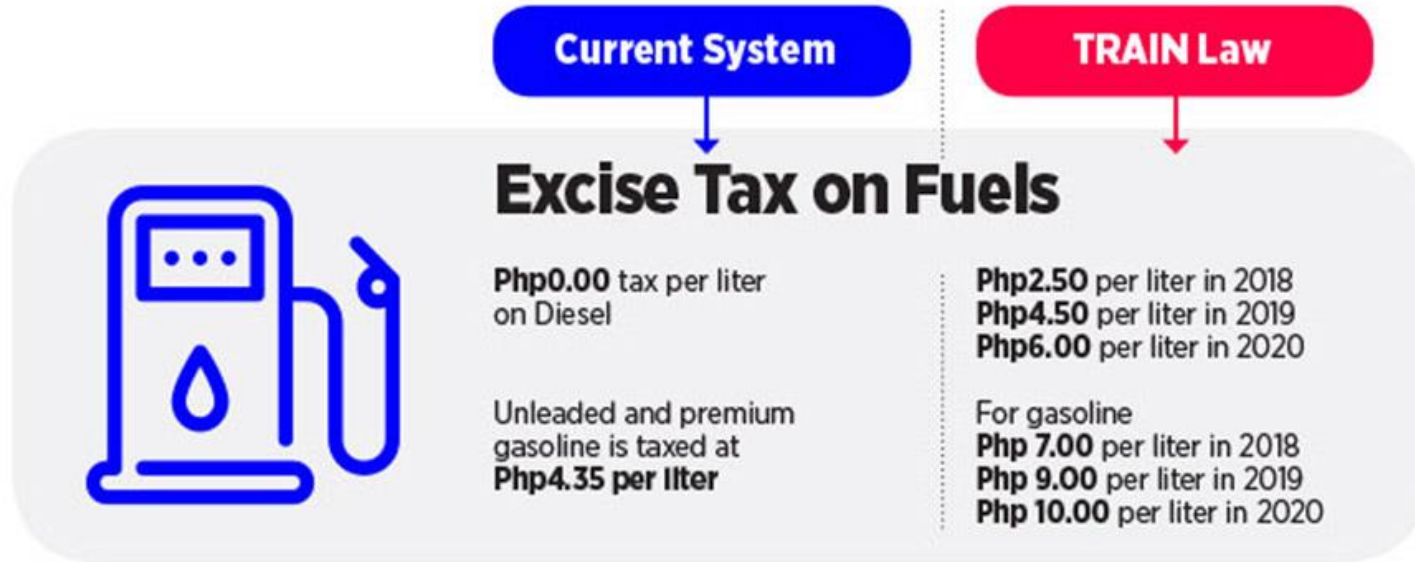 Current System
TRAIN Law
Excise Tax on Fuels
Php0.00 tax per liter
on Diesel
Php2.50 per liter in 2018
Php4.50 per liter in 2019
Php6.00 per liter in 2020
Unleaded and premium
gasoline is taxed at
Php4.35 per liter
For gasoline
Php 7.00 per liter in 2018
Php 9.00 per liter in 2019
Php 10.00 per liter in 2020